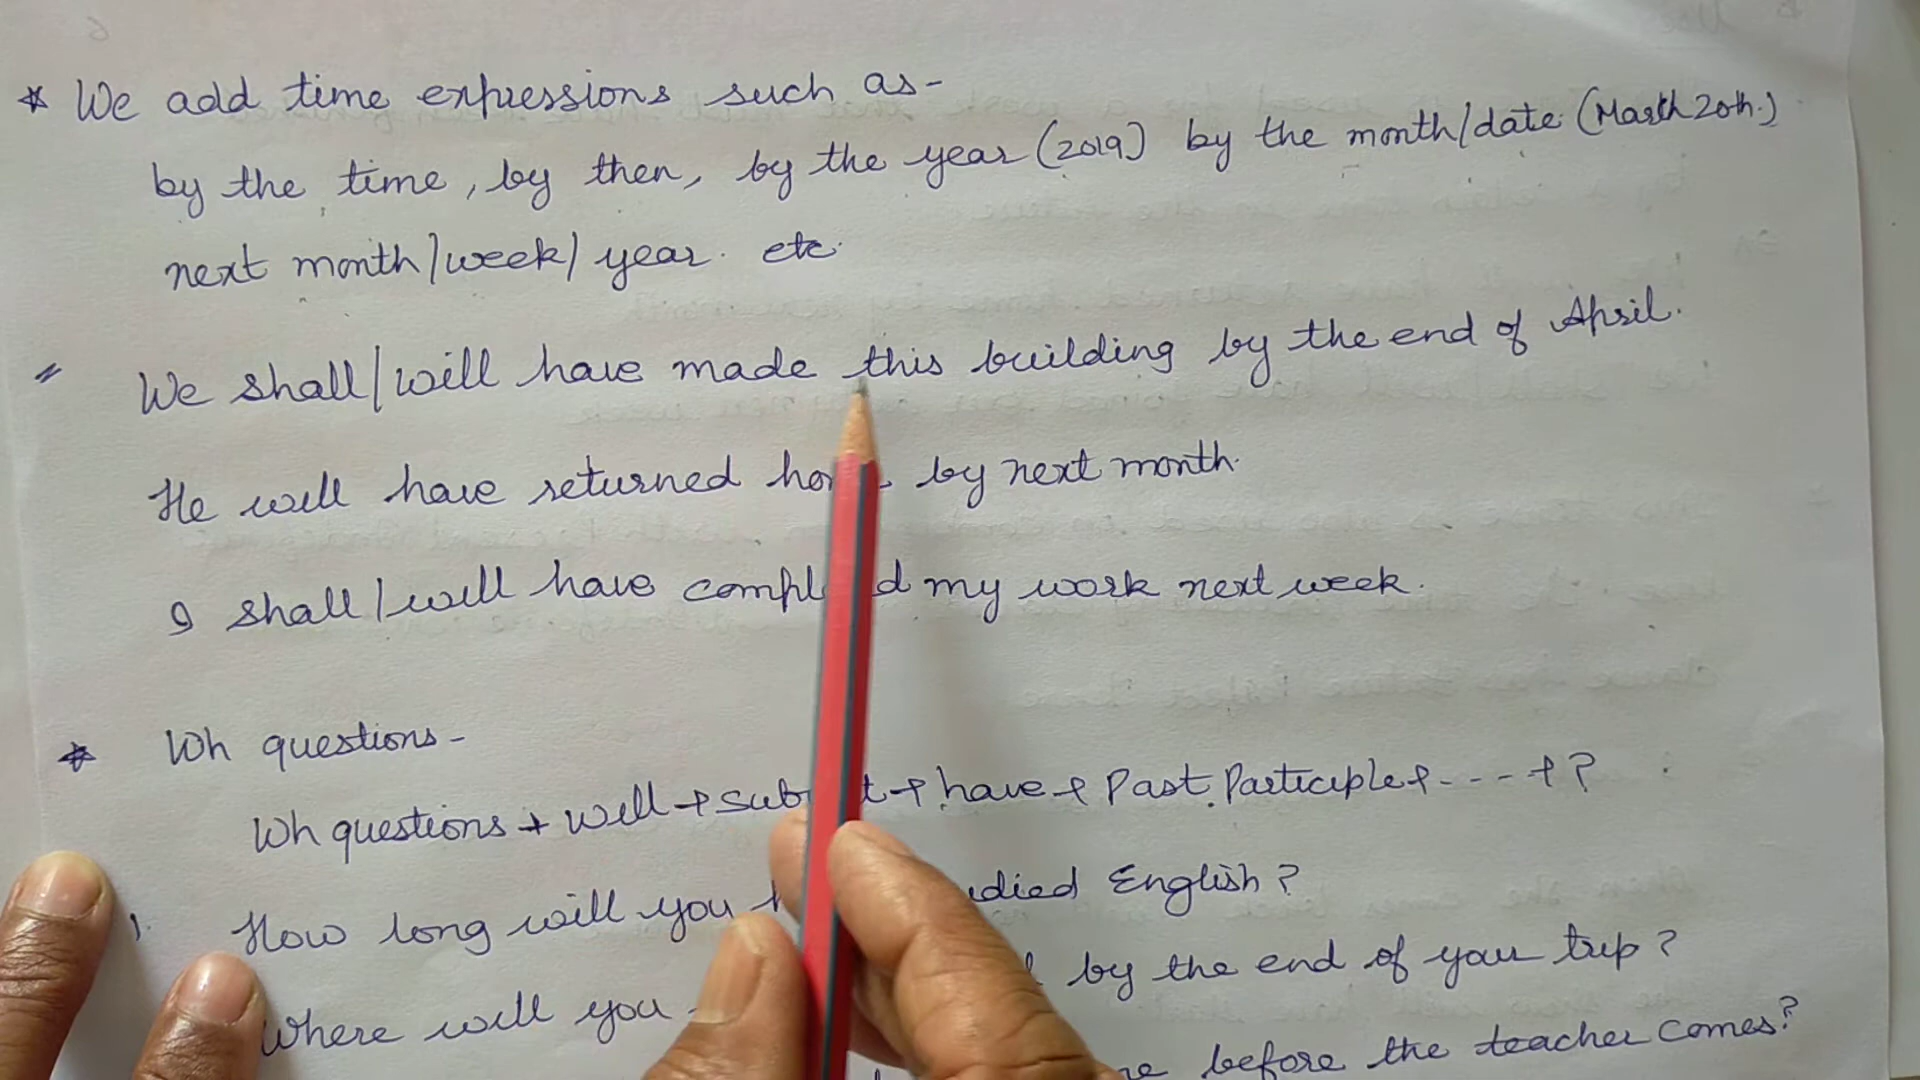 * We add time expressions such as-
by the time, by then, by the year (2019) by the month/date (March 20th.)
next month/week/year. etc.
We shall/will have made this building by the end of April.
He will have returned by next month.
I shall/will have my work next week.
* Wh questions-
Wh questions + will + + have + Past Participle + ---- + ?
1. How long will you English?
Where will you by the end of your trip?
before the teacher comes?